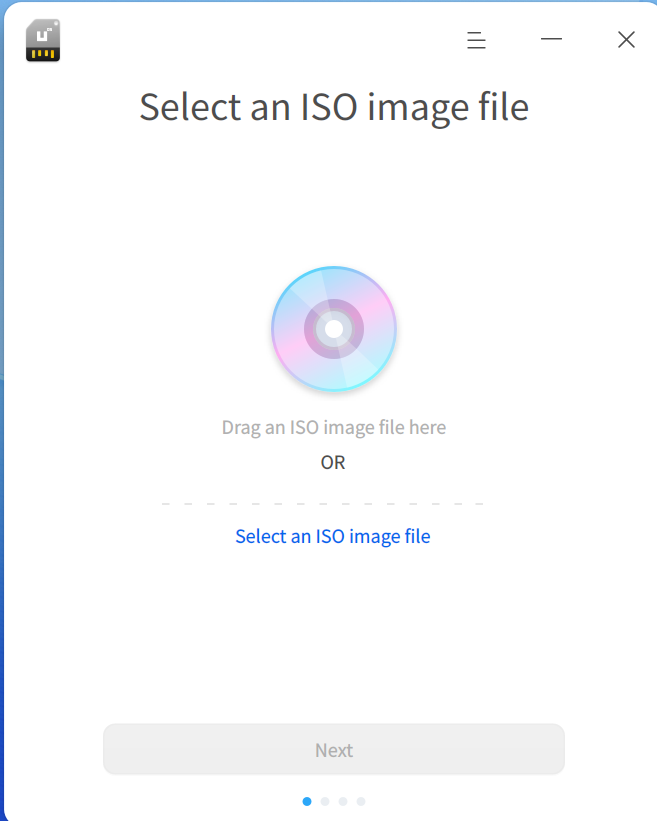 Select an ISO image file
Drag an ISO image file here
OR
Select an ISO image file
Next